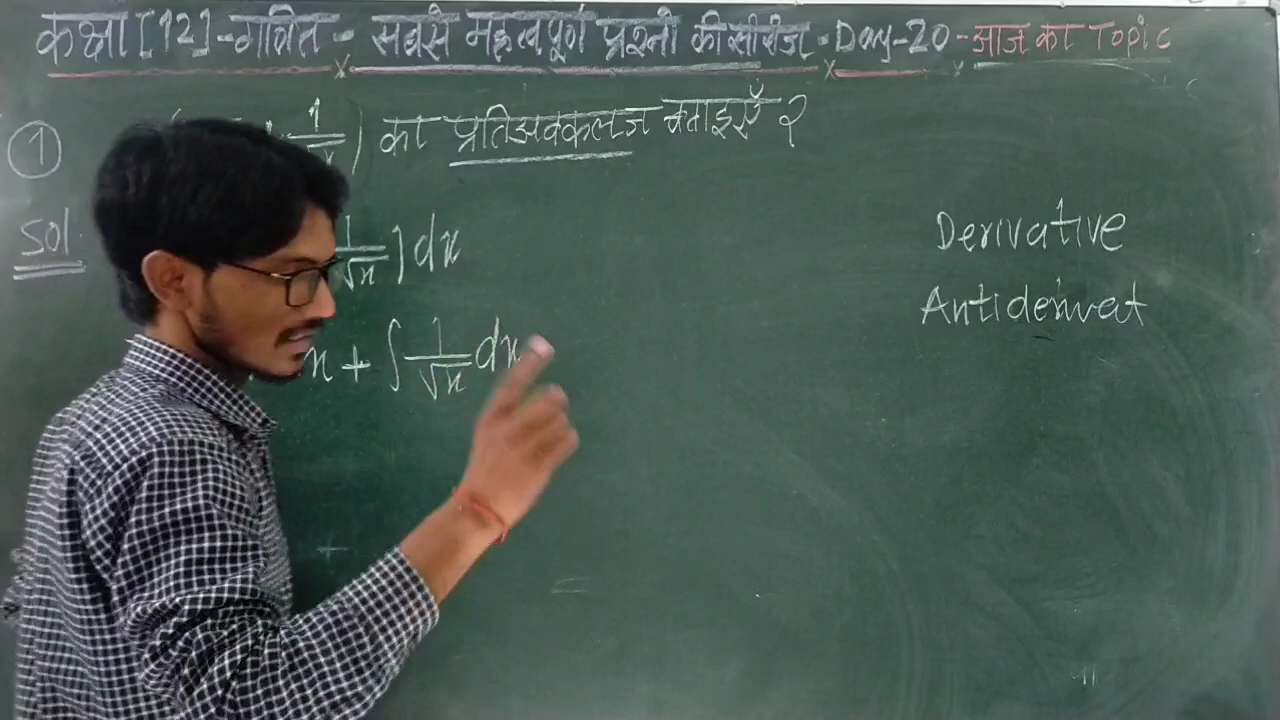 कक्षा [12] - गणित - सबसे महत्वपूर्ण प्रश्नो की सीरीज - Day-20 - आज का Topic
① 1/ ) का प्रतिअवकलज बताइएँ ?
Sol. 1/√x ] dx
x + ∫ 1/√x dx
Derivative
Antiderivat